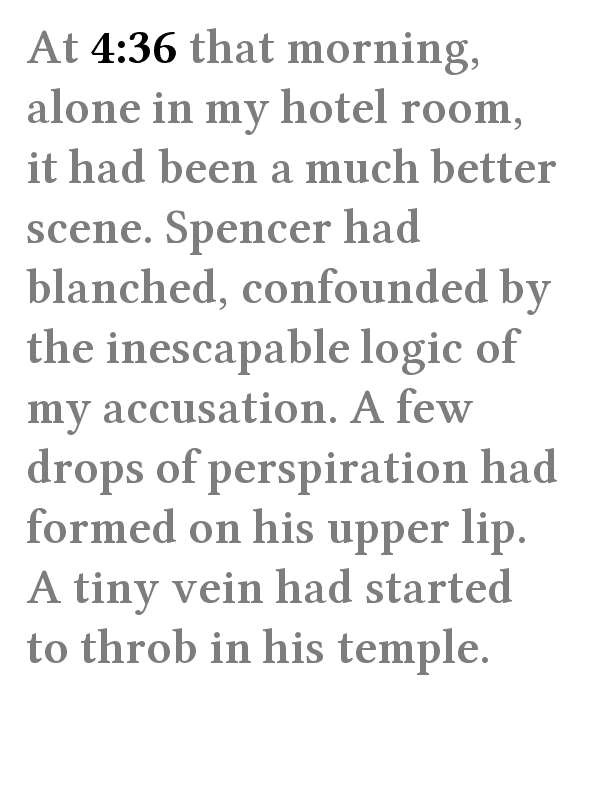 At 4:36 that morning,
alone in my hotel room,
it had been a much better
scene. Spencer had
blanched, confounded by
the inescapable logic of
my accusation. A few
drops of perspiration had
formed on his upper lip.
A tiny vein had started
to throb in his temple.